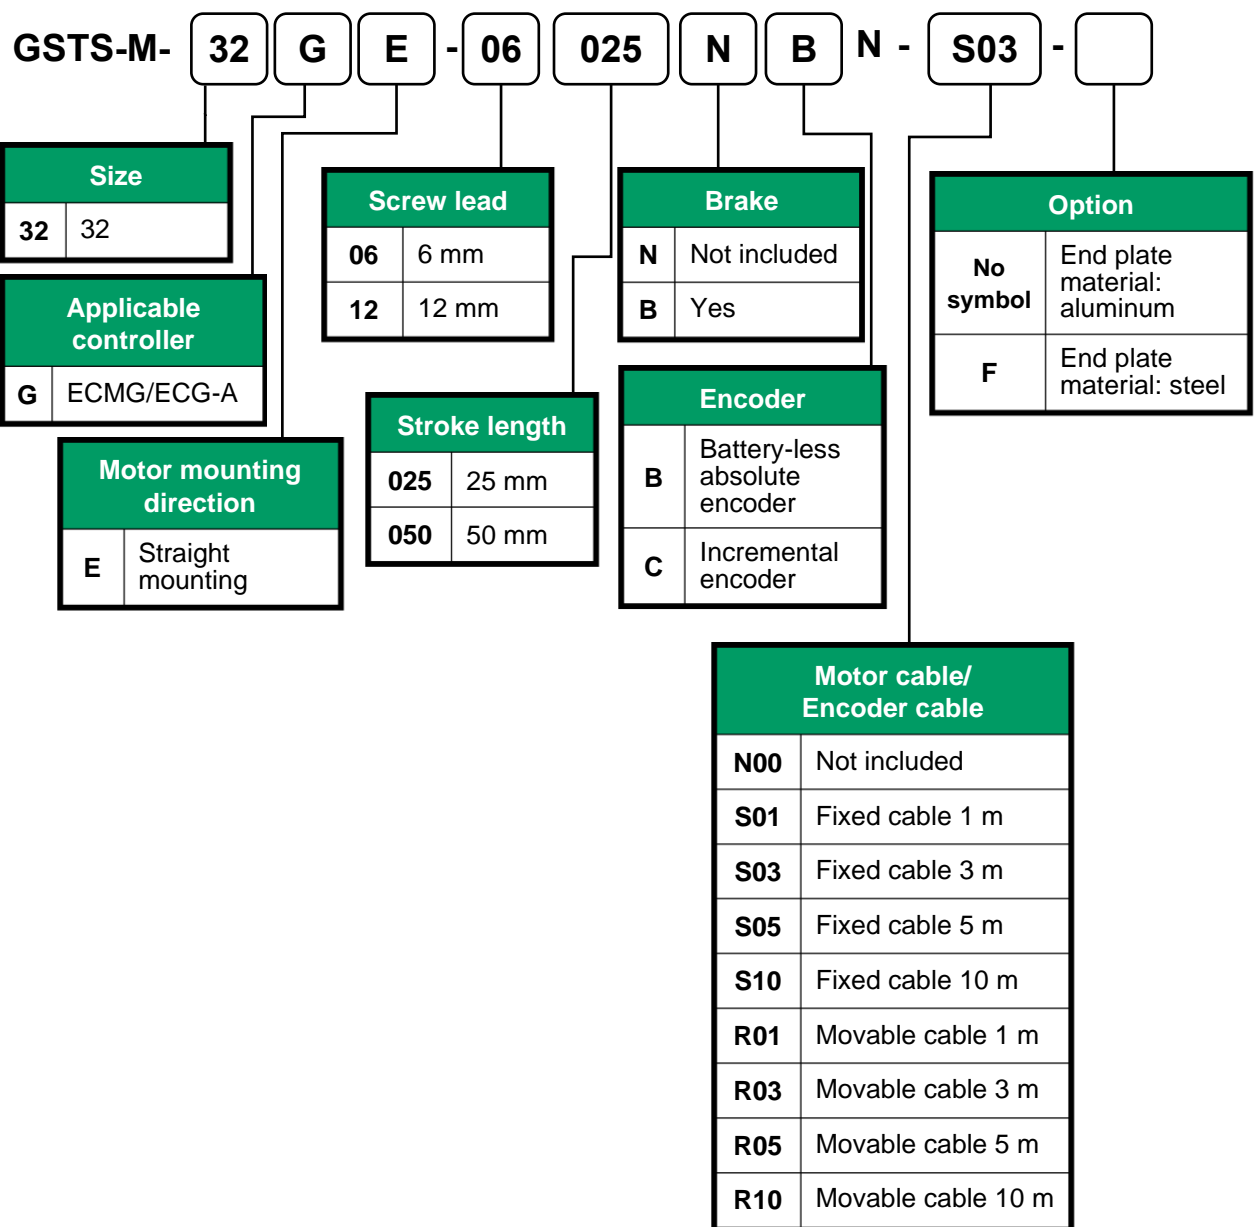 GSTS-M- 32 G E - 06 025 N B N - S03 -
Size
32 32
Applicable
controller
G ECMG/ECG-A
Motor mounting
direction
E Straight
mounting
Screw lead
06 6 mm
12 12 mm
Stroke length
025 25 mm
050 50 mm
Brake
N Not included
B Yes
Encoder
B Battery-less
absolute
encoder
C Incremental
encoder
Motor cable/
Encoder cable
N00 Not included
S01 Fixed cable 1 m
S03 Fixed cable 3 m
S05 Fixed cable 5 m
S10 Fixed cable 10 m
R01 Movable cable 1 m
R03 Movable cable 3 m
R05 Movable cable 5 m
R10 Movable cable 10 m
Option
No
symbol
End plate
material:
aluminum
F End plate
material: steel